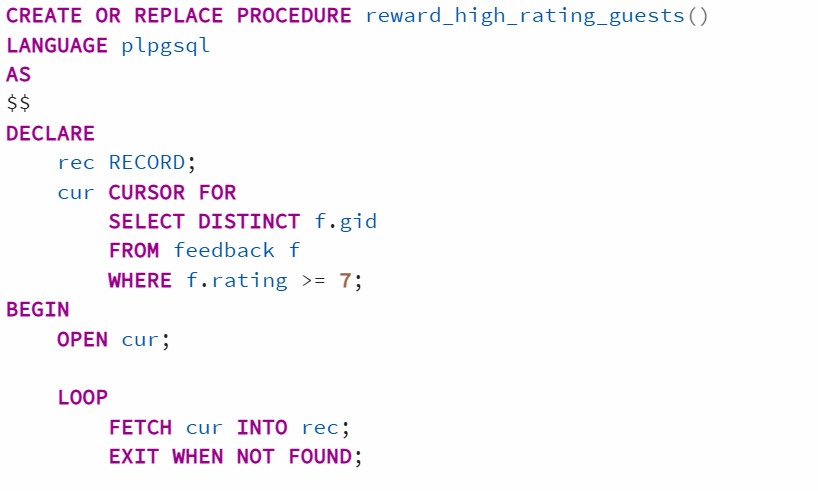 CREATE OR REPLACE PROCEDURE reward_high_rating_guests()
LANGUAGE plpgsql
AS
$$
DECLARE
    rec RECORD;
    cur CURSOR FOR
        SELECT DISTINCT f.gid
        FROM feedback f
        WHERE f.rating >= 7;
BEGIN
    OPEN cur;

    LOOP
        FETCH cur INTO rec;
        EXIT WHEN NOT FOUND;